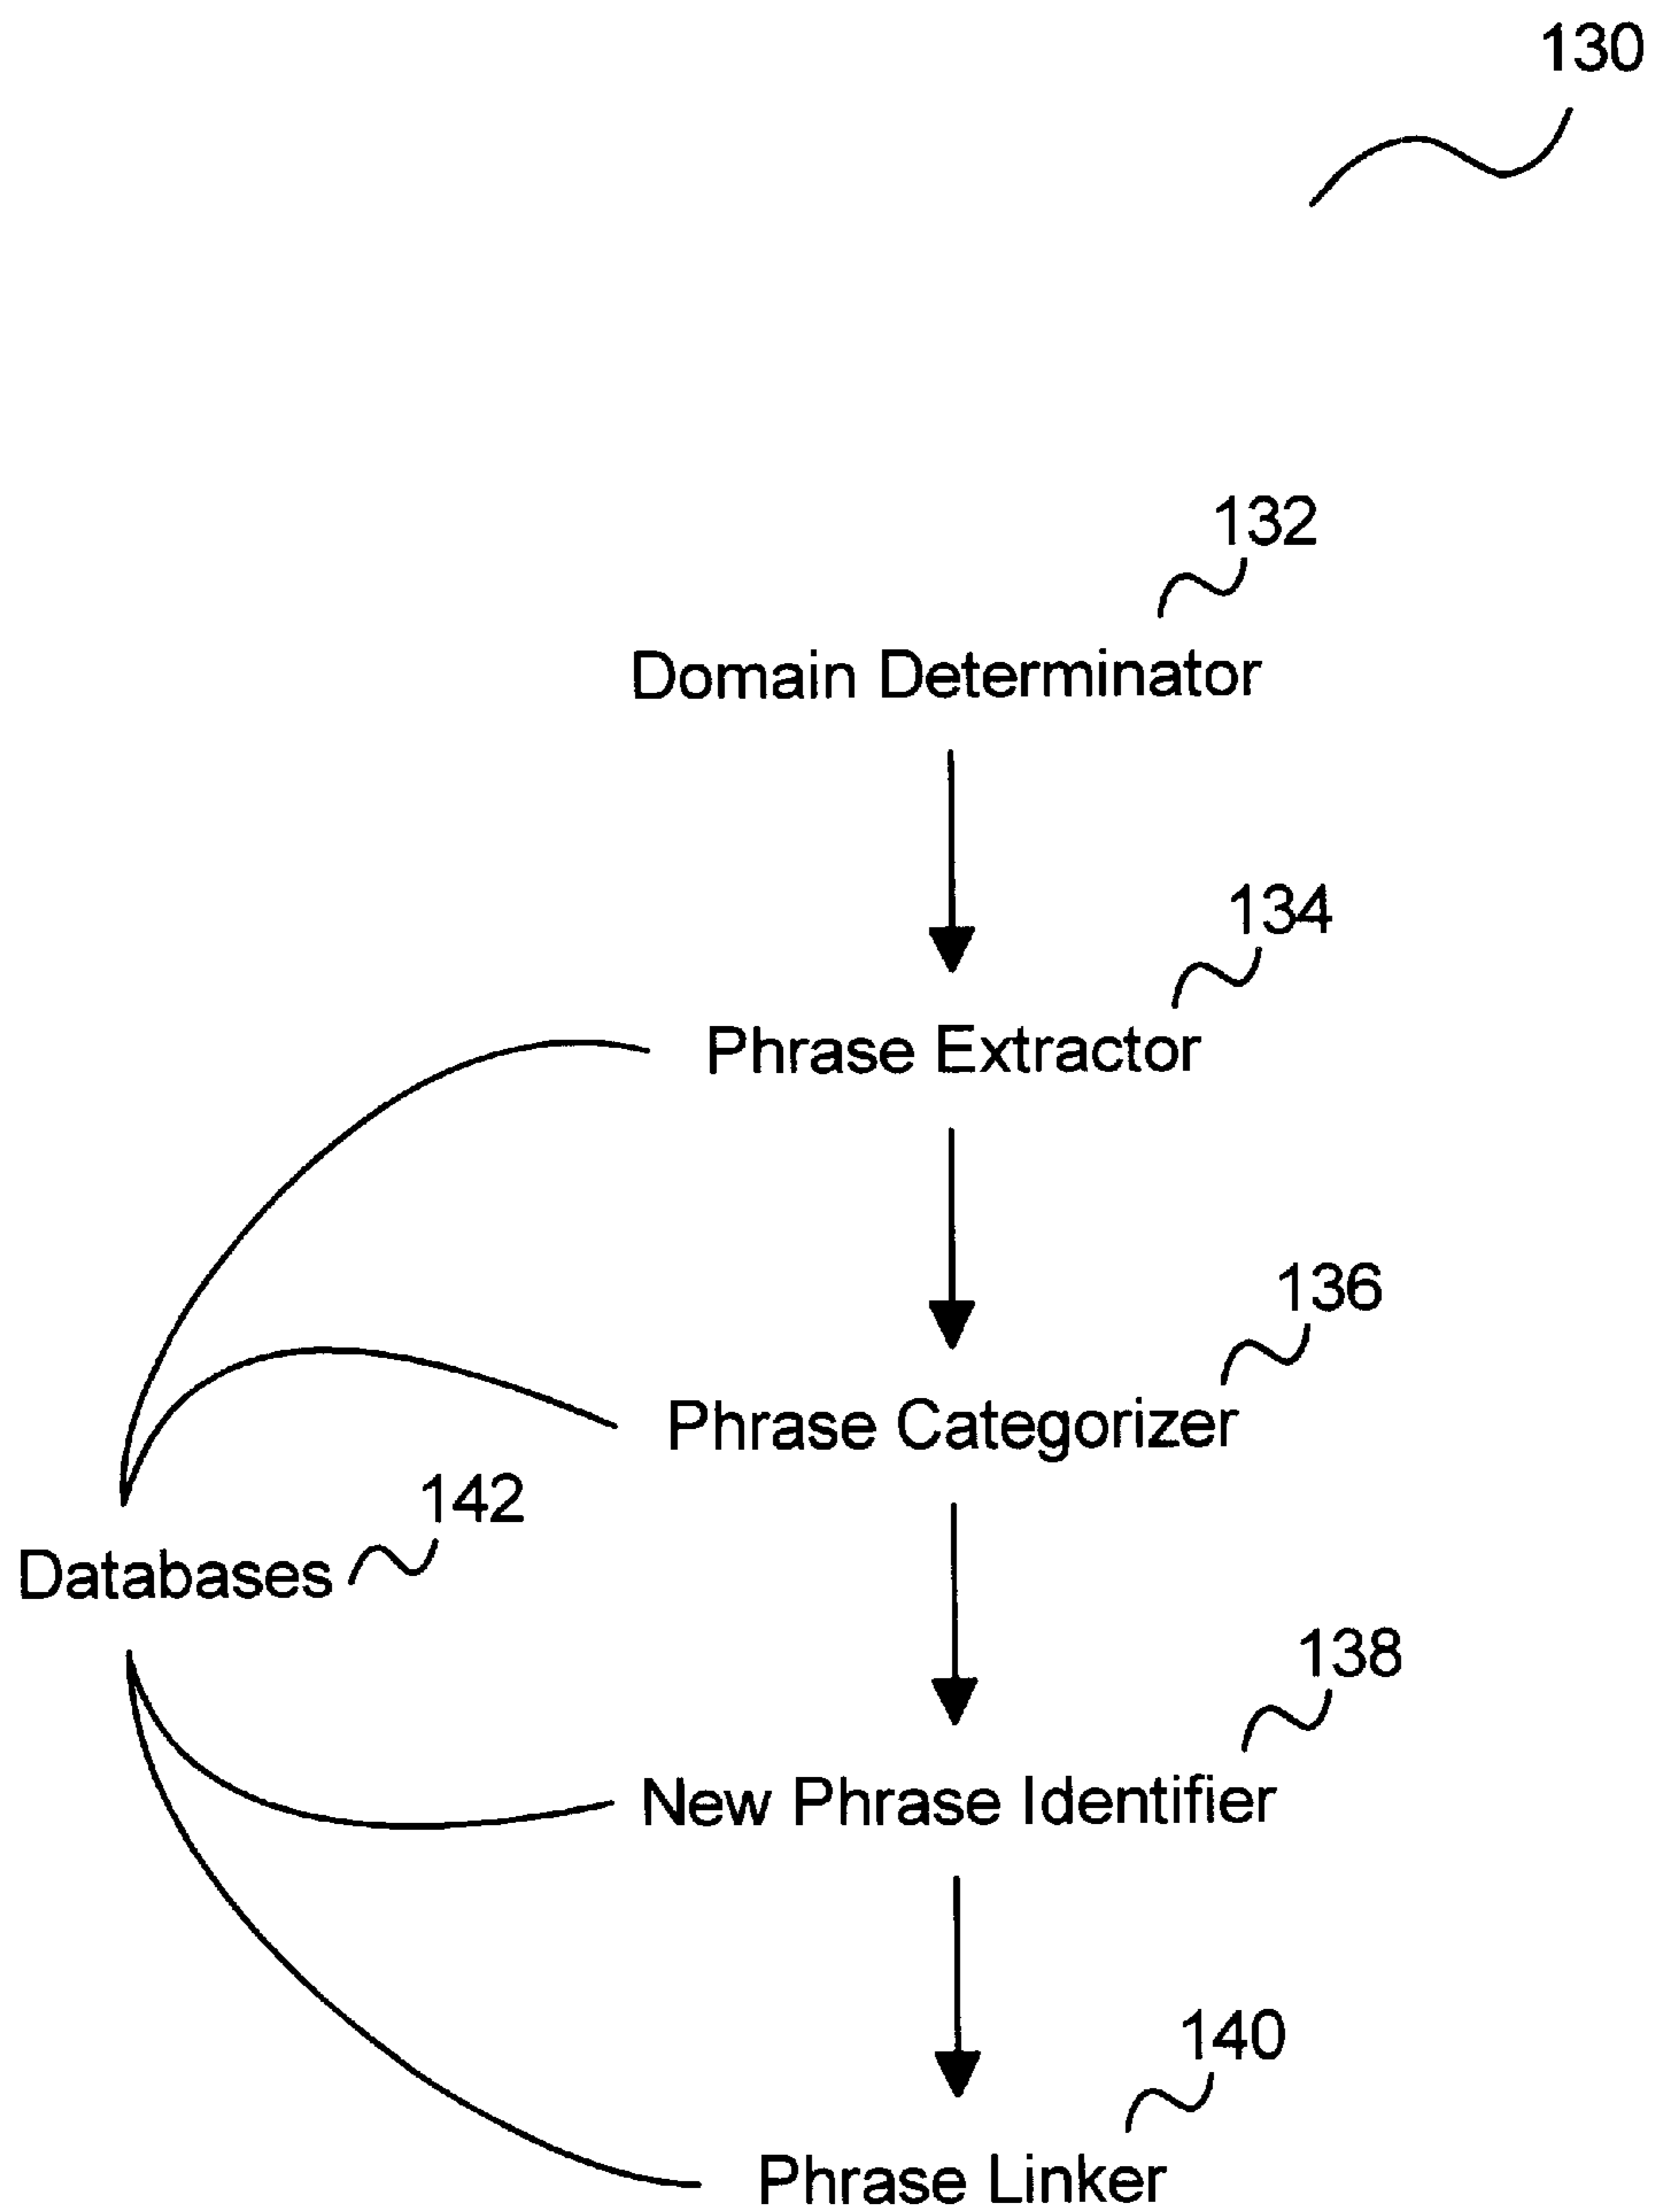 130
132
Domain Determinator
134
Phrase Extractor
136
Phrase Categorizer
142
Databases
138
New Phrase Identifier
140
Phrase Linker